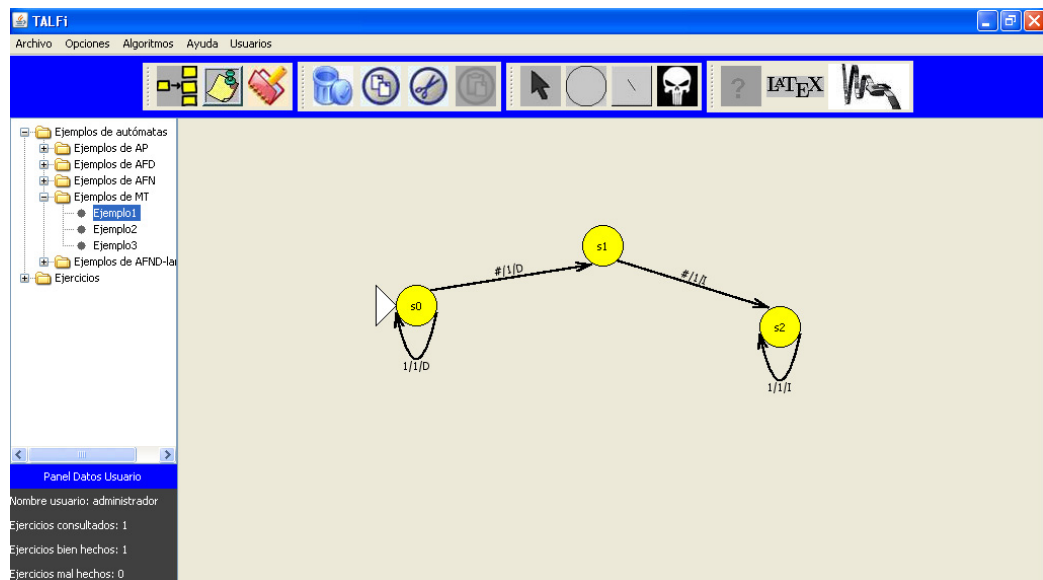 TALFi
Archivo Opciones Algoritmos Ayuda Usuarios
? LATEX
Ejemplos de autómatas
Ejemplos de AP
Ejemplos de AFD
Ejemplos de AFN
Ejemplos de MT
Ejemplo1
Ejemplo2
Ejemplo3
Ejemplos de AFND-la
Ejercicios
s1
#/1/D
#/1/I
s0
s2
1/1/D
1/1/I
Panel Datos Usuario
Nombre usuario: administrador
Ejercicios consultados: 1
Ejercicios bien hechos: 1
Ejercicios mal hechos: 0